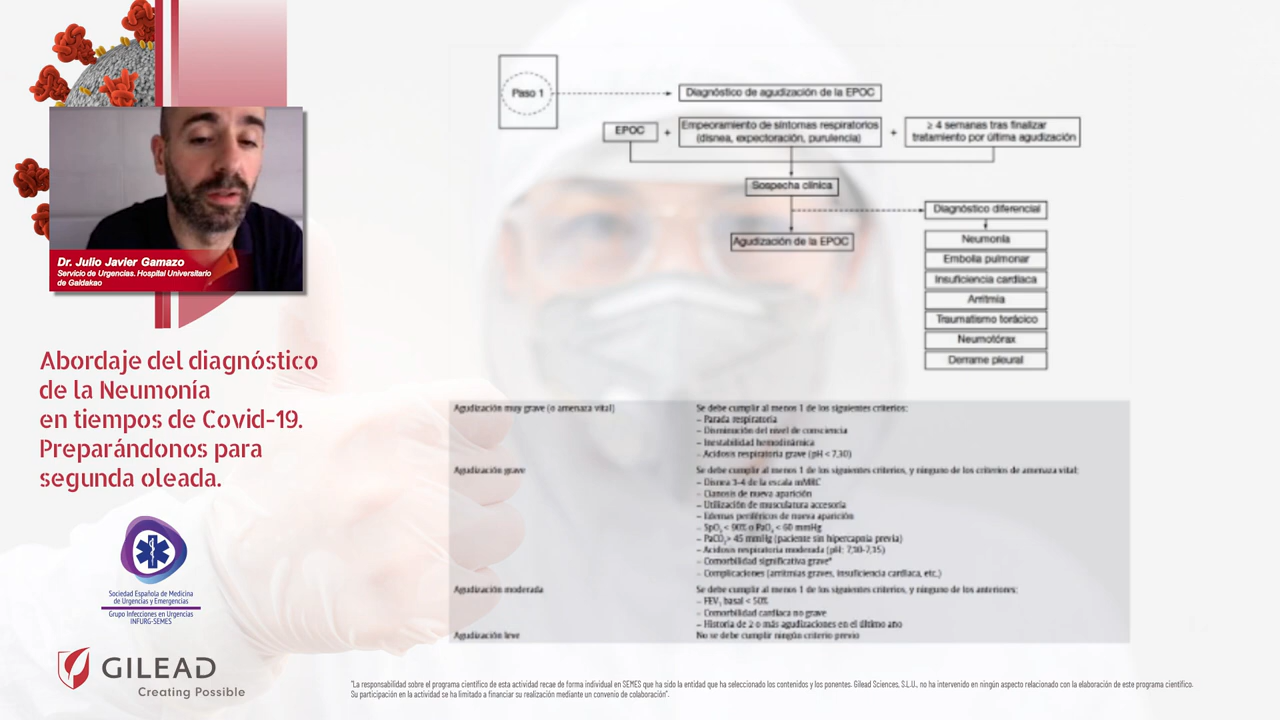 Dr. Julio Javier Gamazo
Servicio de Urgencias. Hospital Universitario
de Galdakao
Abordaje del diagnóstico
de la Neumonía
en tiempos de Covid-19.
Preparándonos para
segunda oleada.
Sociedad Española de Medicina
de Urgencias y Emergencias
Grupo Infecciones en Urgencias
INFURG-SEMES
GILEAD
Creating Possible
Paso 1
Diagnóstico de agudización de la EPOC
EPOC
+
Empeoramiento de síntomas respiratorios
(disnea, expectoración, purulencia)
+
≥ 4 semanas tras finalizar
tratamiento por última agudización
Sospecha clínica
Diagnóstico diferencial
Agudización de la EPOC
Neumonía
Embolia pulmonar
Insuficiencia cardíaca
Arritmia
Traumatismo torácico
Neumotórax
Derrame pleural
Agudización muy grave (o amenaza vital)
Se debe cumplir al menos 1 de los siguientes criterios:
– Parada respiratoria
– Disminución del nivel de consciencia
– Inestabilidad hemodinámica
– Acidosis respiratoria grave (pH < 7,30)
Agudización grave
Se debe cumplir al menos 1 de los siguientes criterios, y ninguno de los criterios de amenaza vital:
– Disnea 3-4 de la escala mMRC
– Cianosis de nueva aparición
– Utilización de musculatura accesoria
– Edemas periféricos de nueva aparición
– SpO₂ < 90% o PaO₂ < 60 mmHg
– PaCO₂ > 45 mmHg (paciente sin hipercapnia previa)
– Acidosis respiratoria moderada (pH: 7,30-7,35)
– Comorbilidad significativa grave*
– Complicaciones (arritmias graves, insuficiencia cardíaca, etc.)
Agudización moderada
Se debe cumplir al menos 1 de los siguientes criterios, y ninguno de los anteriores:
– FEV₁ basal < 50%
– Comorbilidad cardíaca no grave
– Historia de 2 o más agudizaciones en el último año
Agudización leve
No se debe cumplir ningún criterio previo
"La responsabilidad sobre el programa científico de esta actividad recae de forma individual en SEMES que ha sido la entidad que ha seleccionado los contenidos y los ponentes. Gilead Sciences, S.L.U., no ha intervenido en ningún aspecto relacionado con la elaboración de este programa científico.
Su participación en la actividad se ha limitado a financiar su realización mediante un convenio de colaboración".